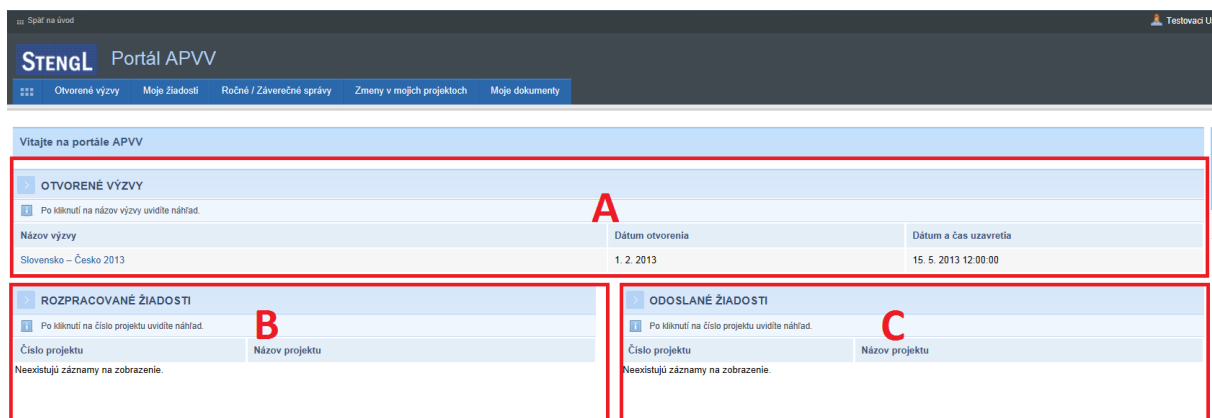 Späť na úvod
Testovaci U
STENGL Portál APVV
Otvorené výzvy Moje žiadosti Ročné / Záverečné správy Zmeny v mojich projektoch Moje dokumenty
Vitajte na portále APVV
OTVORENÉ VÝZVY
A
Po kliknutí na názov výzvy uvidíte náhľad.
Názov výzvy Dátum otvorenia Dátum a čas uzavretia
Slovensko – Česko 2013 1. 2. 2013 15. 5. 2013 12:00:00
ROZPRACOVANÉ ŽIADOSTI
B
Po kliknutí na číslo projektu uvidíte náhľad.
Číslo projektu Názov projektu
Neexistujú záznamy na zobrazenie.
ODOSLANÉ ŽIADOSTI
C
Po kliknutí na číslo projektu uvidíte náhľad.
Číslo projektu Názov projektu
Neexistujú záznamy na zobrazenie.